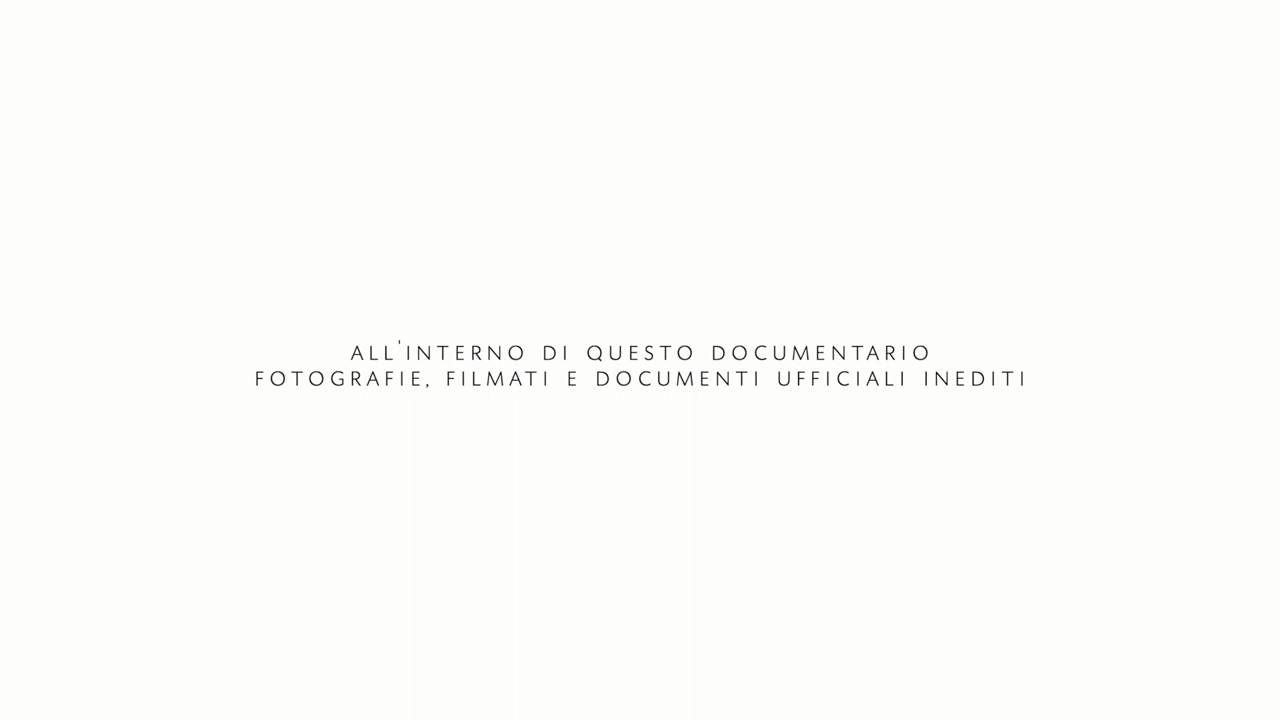 ALL'INTERNO DI QUESTO DOCUMENTARIO
FOTOGRAFIE, FILMATI E DOCUMENTI UFFICIALI INEDITI